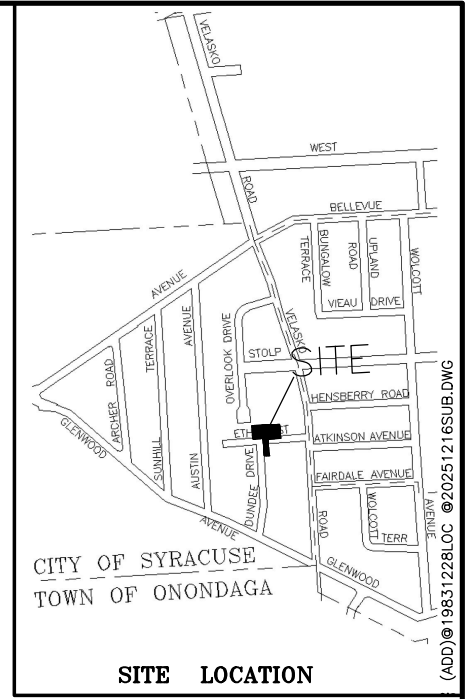 VELASKO
WEST
ROAD
BELLEVUE
AVENUE
TERRACE
BUNGALOW
ROAD
UPLAND
WOLCOTT
VIEAU DRIVE
OVERLOOK DRIVE
VELASKO
AVENUE
TERRACE
STOLP
SITE
ARCHER ROAD
HENSBERRY ROAD
GLENWOOD
ATKINSON AVENUE
SUNHILL
AUSTIN
DUNDEE DRIVE
FAIRDALE AVENUE
WOLCOTT
TERR
ROAD
AVENUE
AVENUE
GLENWOOD
CITY OF SYRACUSE
TOWN OF ONONDAGA
SITE LOCATION
(ADD)@19831228LOC @20251216SUB.DWG